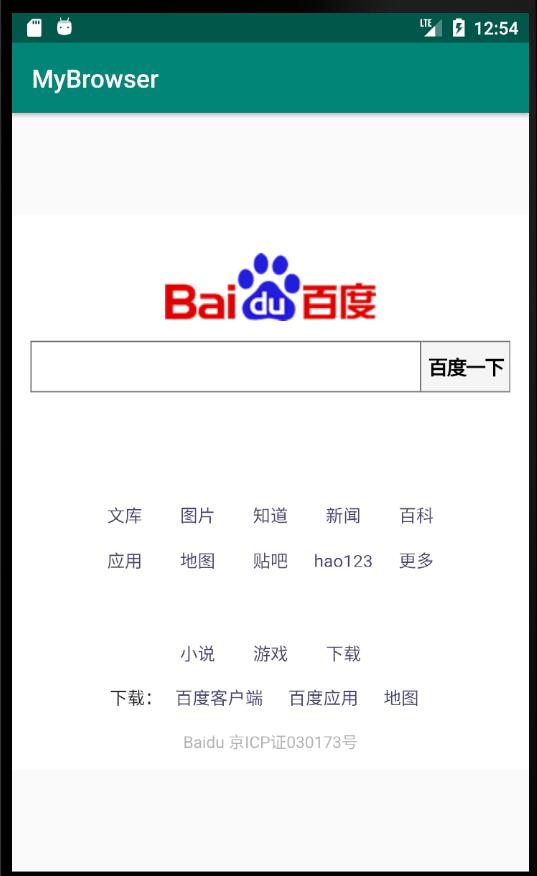 LTE 12:54
MyBrowser
Bai du 百度
百度一下
文库 图片 知道 新闻 百科
应用 地图 贴吧 hao123 更多
小说 游戏 下载
下载： 百度客户端 百度应用 地图
Baidu 京ICP证030173号